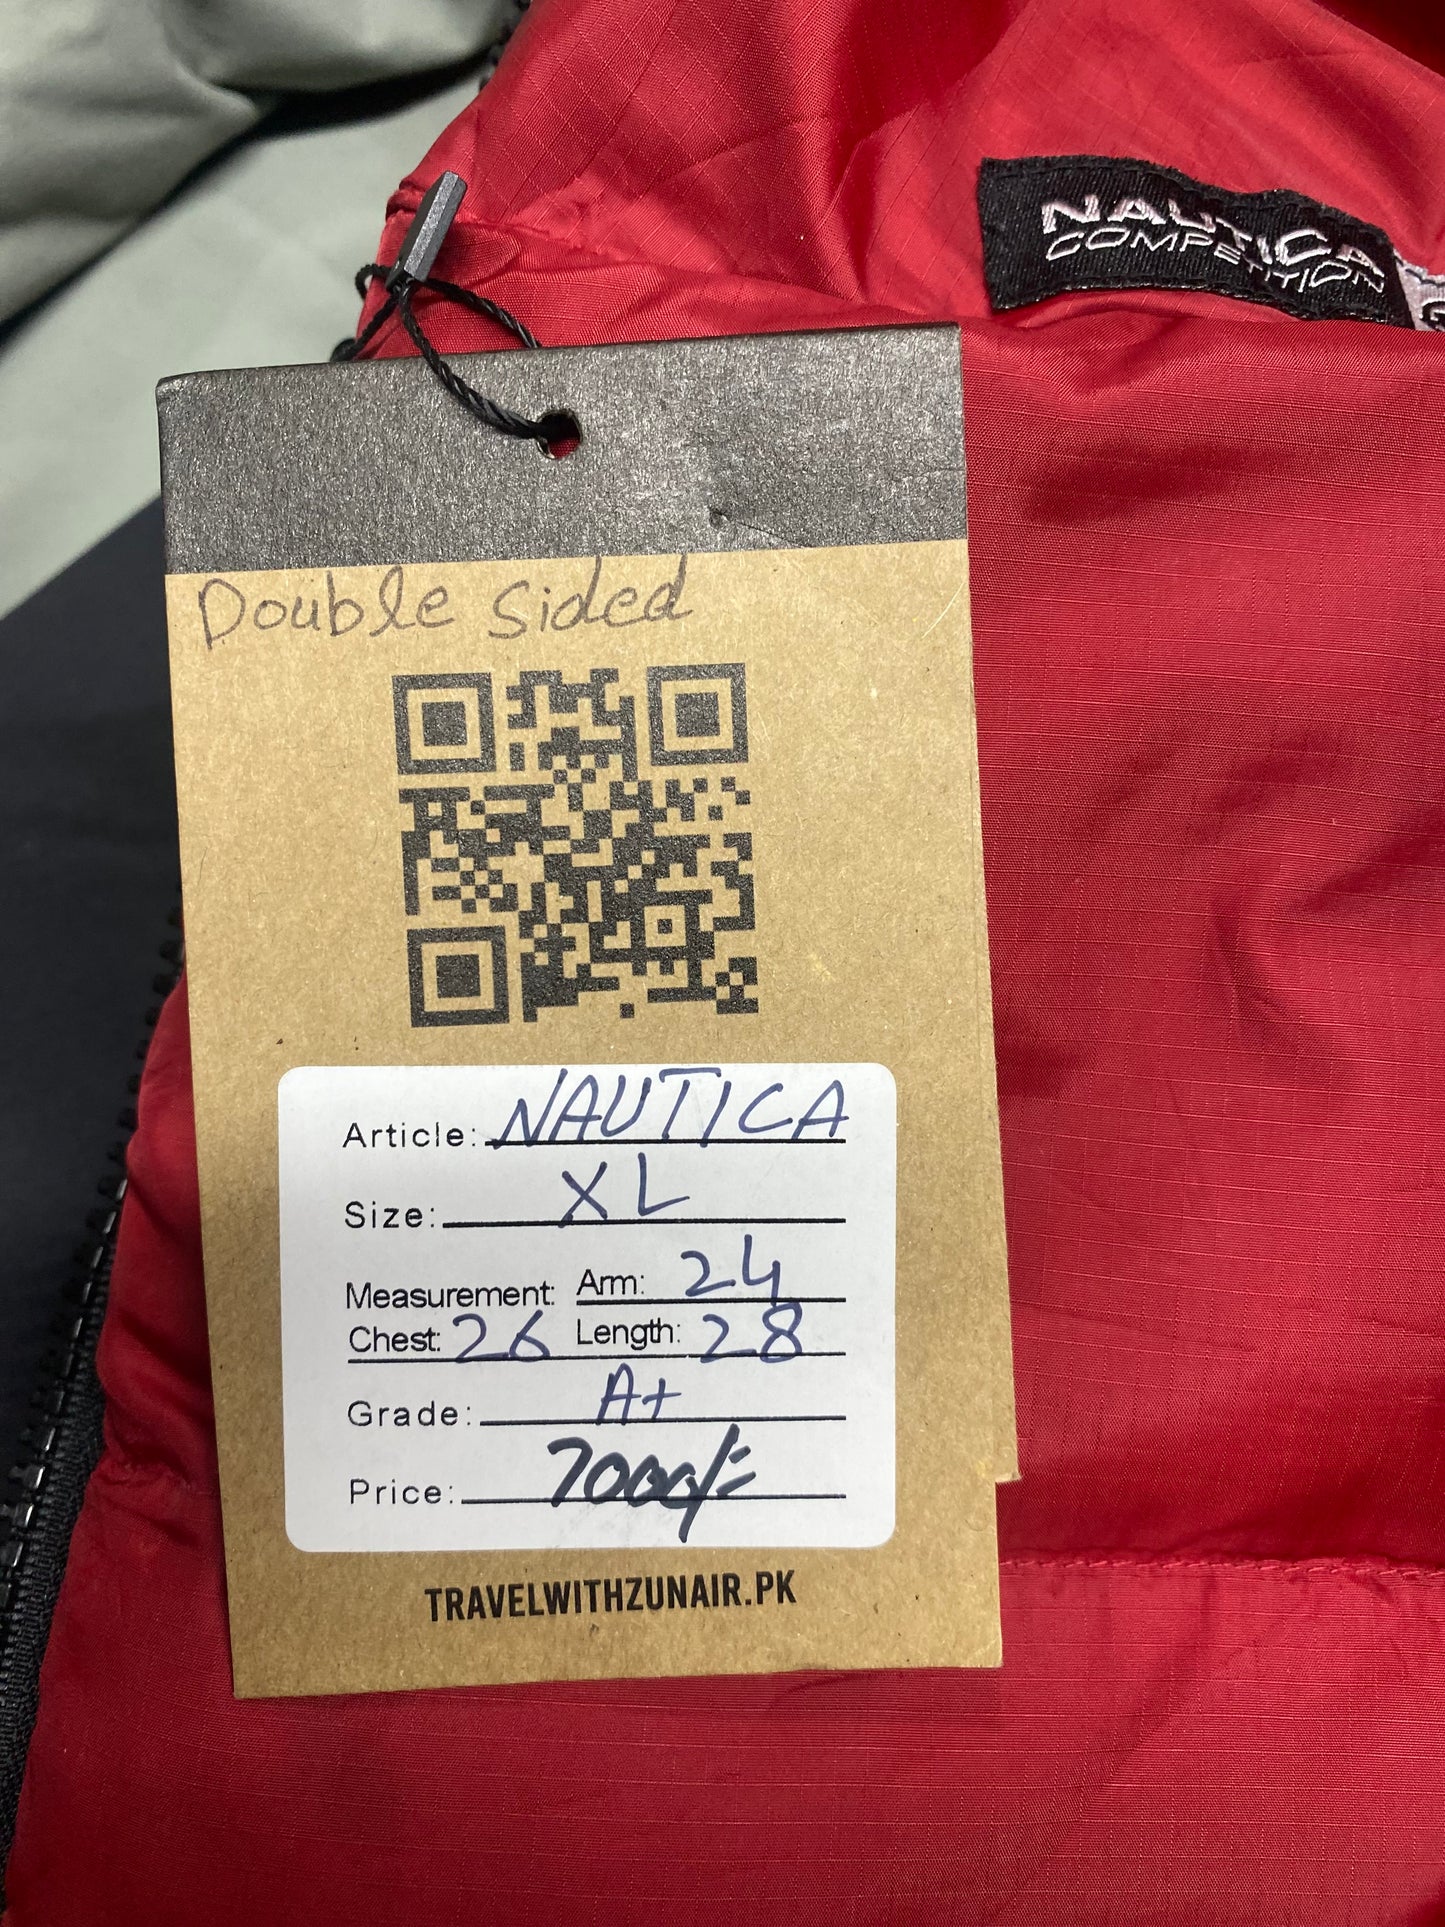 NAUTICA
COMPETITION
Double sided
Article: NAUTICA
Size: XL
Measurement: Arm: 24
Chest: 26 Length: 28
Grade: A+
Price: 7000/=
TRAVELWITHZUNAIR.PK